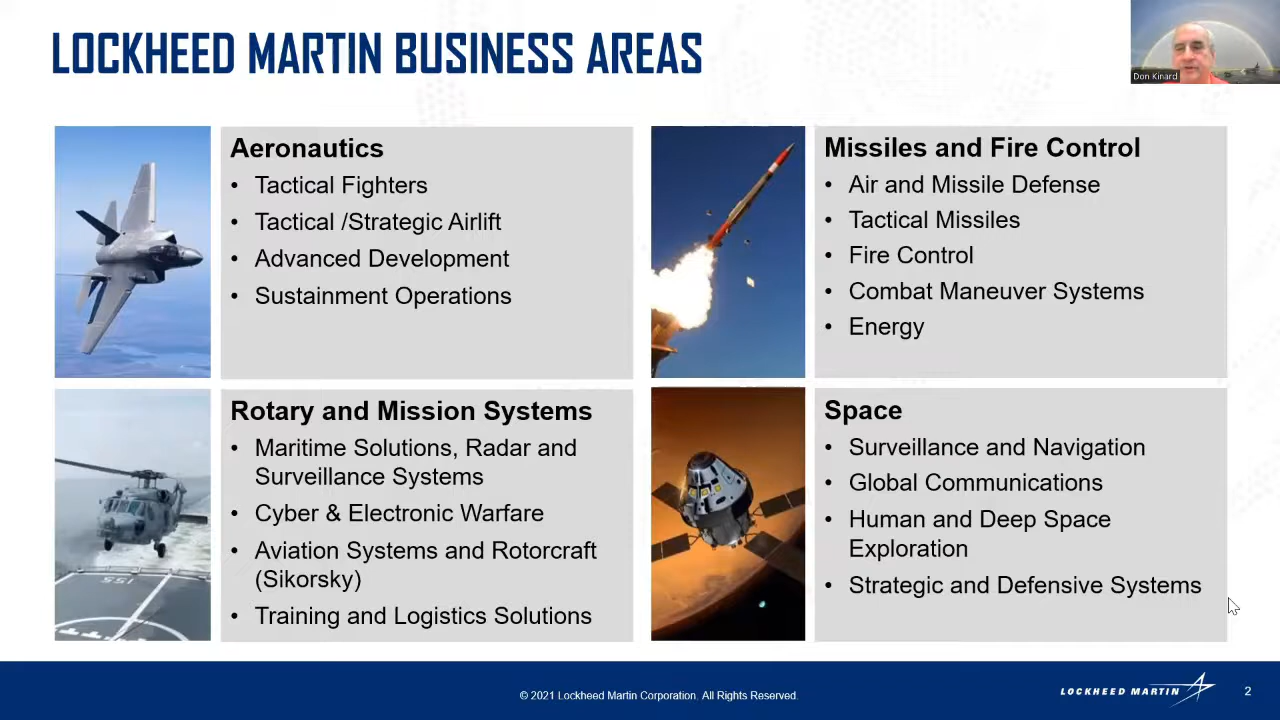 LOCKHEED MARTIN BUSINESS AREAS
Don Kinard
Aeronautics
• Tactical Fighters
• Tactical /Strategic Airlift
• Advanced Development
• Sustainment Operations
Missiles and Fire Control
• Air and Missile Defense
• Tactical Missiles
• Fire Control
• Combat Maneuver Systems
• Energy
Rotary and Mission Systems
• Maritime Solutions, Radar and
Surveillance Systems
• Cyber & Electronic Warfare
• Aviation Systems and Rotorcraft
(Sikorsky)
• Training and Logistics Solutions
Space
• Surveillance and Navigation
• Global Communications
• Human and Deep Space
Exploration
• Strategic and Defensive Systems
© 2021 Lockheed Martin Corporation. All Rights Reserved.
LOCKHEED MARTIN
2